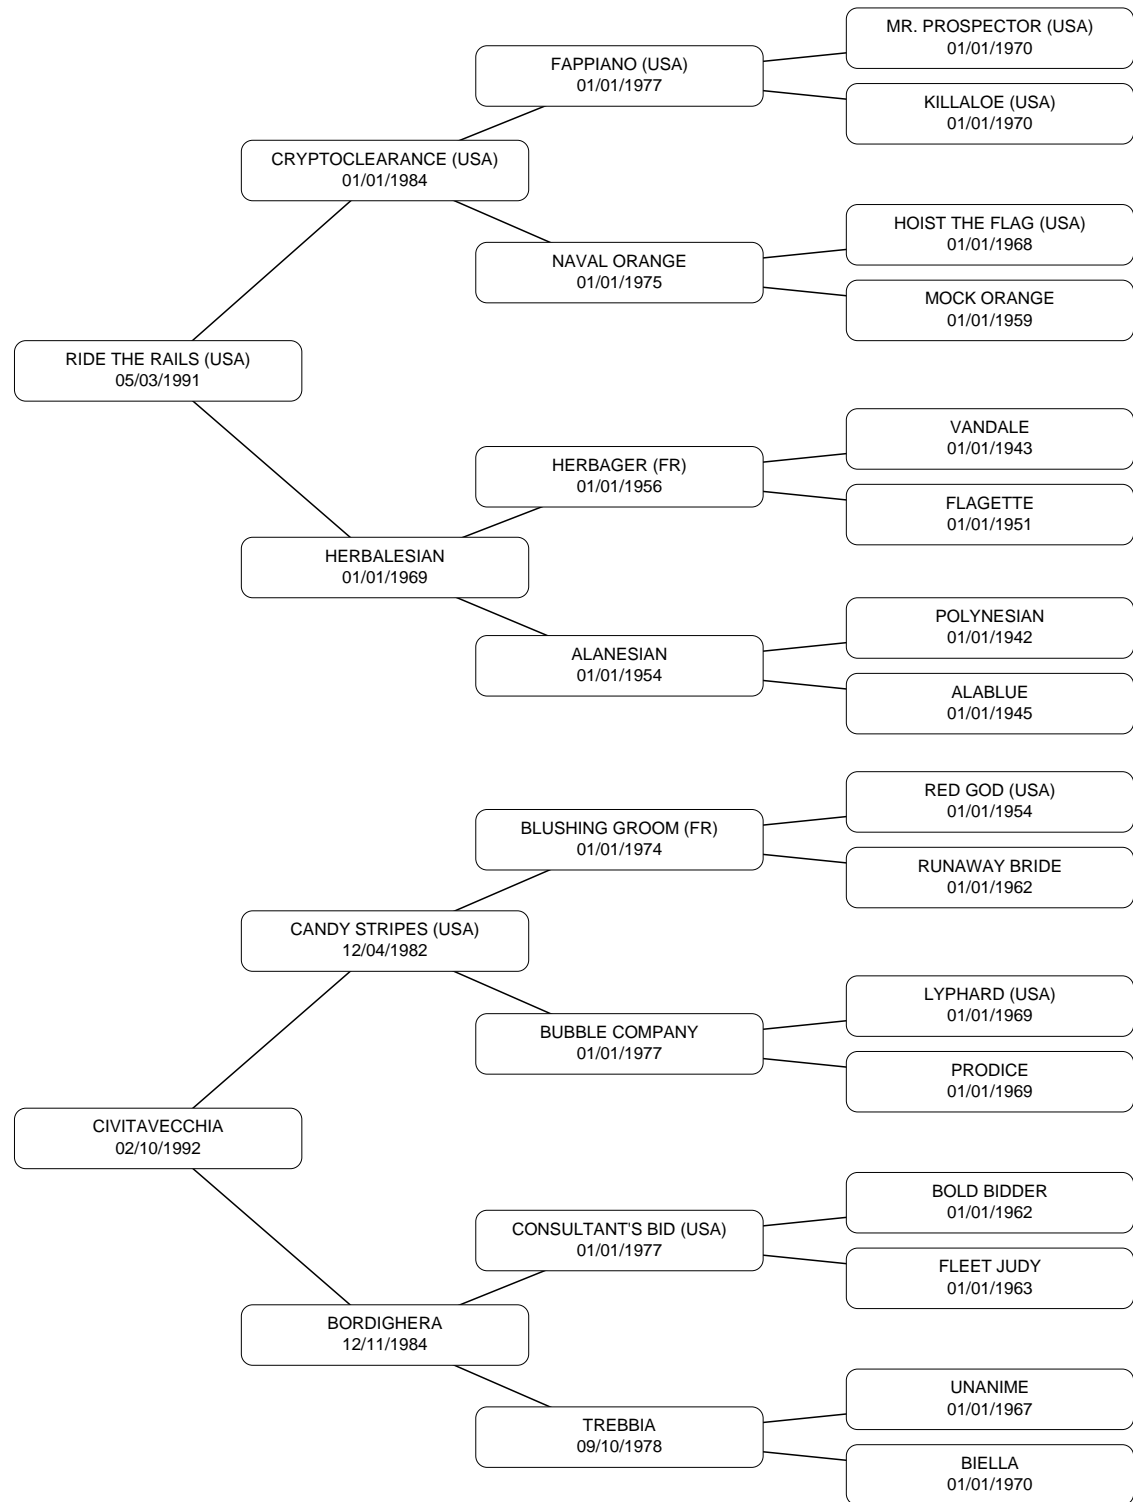 MR. PROSPECTOR (USA)
01/01/1970
FAPPIANO (USA)
01/01/1977
KILLALOE (USA)
01/01/1970
CRYPTOCLEARANCE (USA)
01/01/1984
HOIST THE FLAG (USA)
01/01/1968
NAVAL ORANGE
01/01/1975
MOCK ORANGE
01/01/1959
RIDE THE RAILS (USA)
05/03/1991
VANDALE
01/01/1943
HERBAGER (FR)
01/01/1956
FLAGETTE
01/01/1951
HERBALESIAN
01/01/1969
POLYNESIAN
01/01/1942
ALANESIAN
01/01/1954
ALABLUE
01/01/1945
RED GOD (USA)
01/01/1954
BLUSHING GROOM (FR)
01/01/1974
RUNAWAY BRIDE
01/01/1962
CANDY STRIPES (USA)
12/04/1982
LYPHARD (USA)
01/01/1969
BUBBLE COMPANY
01/01/1977
PRODICE
01/01/1969
CIVITAVECCHIA
02/10/1992
BOLD BIDDER
01/01/1962
CONSULTANT'S BID (USA)
01/01/1977
FLEET JUDY
01/01/1963
BORDIGHERA
12/11/1984
UNANIME
01/01/1967
TREBBIA
09/10/1978
BIELLA
01/01/1970